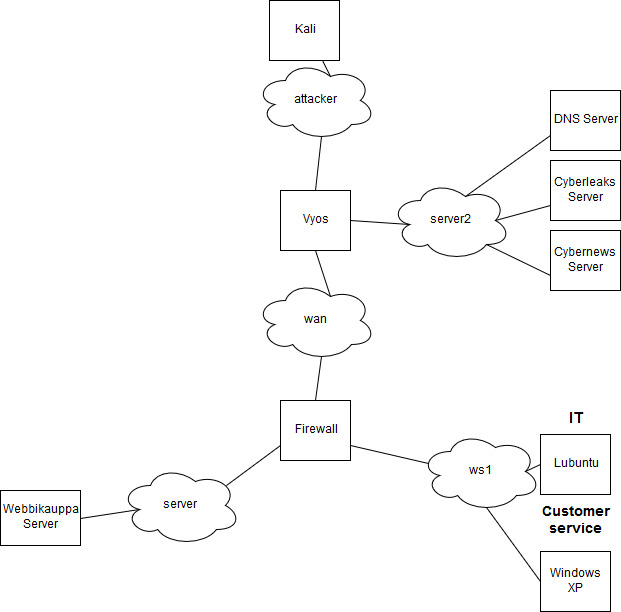 Kali
attacker
DNS Server
Cyberleaks
Server
Vyos
server2
Cybernews
Server
wan
Firewall
IT
ws1
Lubuntu
Webbikauppa
Server
server
Customer
service
Windows
XP